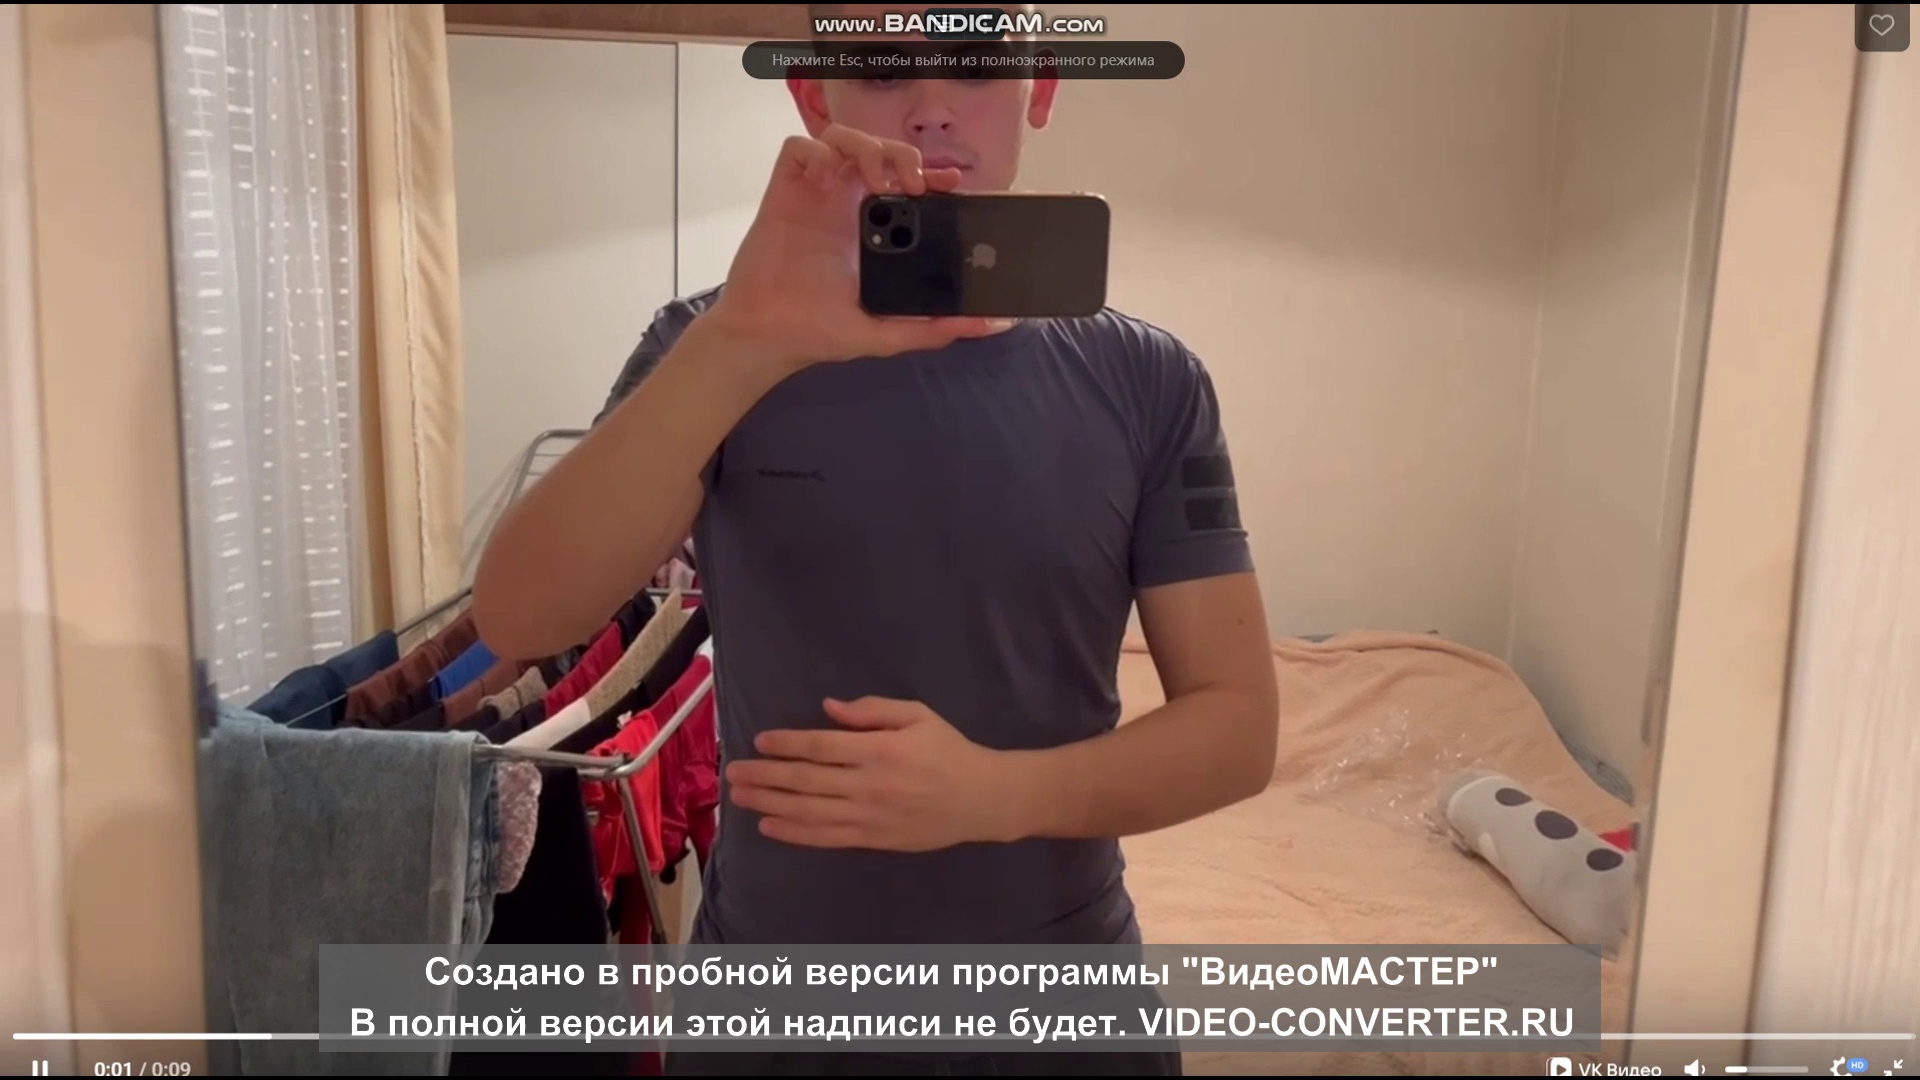 www.BANDICAM.com
Нажмите Esc, чтобы выйти из полноэкранного режима
Создано в пробной версии программы "ВидеоМАСТЕР"
В полной версии этой надписи не будет. VIDEO-CONVERTER.RU
0:01 / 0:09
VK Видео
HD